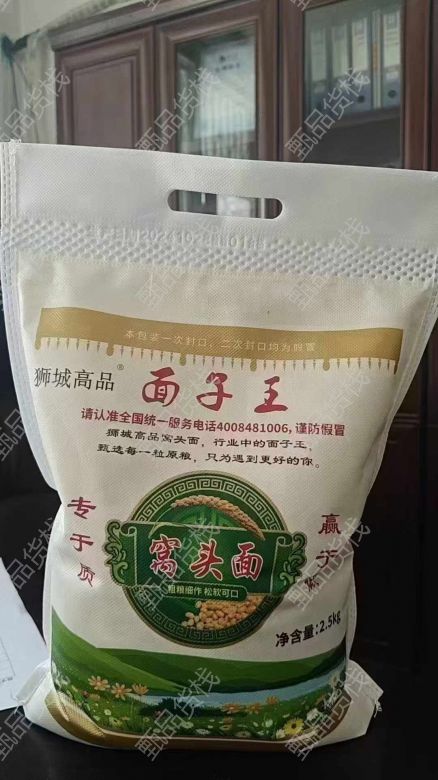 本包装一次封口，二次封口均为假冒
狮城高品® 面子王
请认准全国统一服务电话4008481006，谨防假冒
狮城高品窝头面，行业中的面子王，
甄选每一粒原粮，只为遇到更好的你。
专于质
窝头面
粗粮细作 松软可口
净含量：2.5kg
甄品货栈